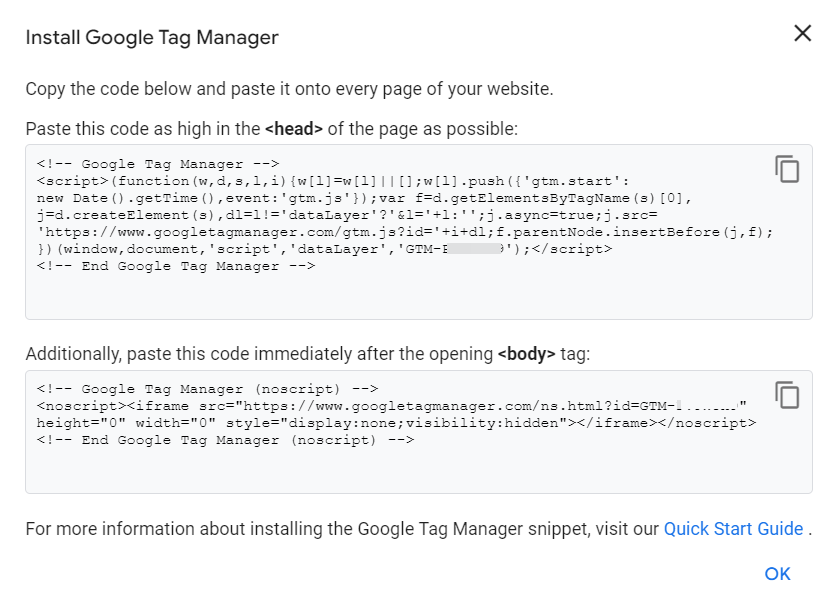 Install Google Tag Manager
Copy the code below and paste it onto every page of your website.
Paste this code as high in the <head> of the page as possible:
<!-- Google Tag Manager -->
<script>(function(w,d,s,l,i){w[l]=w[l]||[];w[l].push({'gtm.start':
new Date().getTime(),event:'gtm.js'});var f=d.getElementsByTagName(s)[0],
j=d.createElement(s),dl=l!='dataLayer'?'&l='+l:'';j.async=true;j.src=
'https://www.googletagmanager.com/gtm.js?id='+i+dl;f.parentNode.insertBefore(j,f);
})(window,document,'script','dataLayer','GTM-');</script>
<!-- End Google Tag Manager -->
Additionally, paste this code immediately after the opening <body> tag:
<!-- Google Tag Manager (noscript) -->
<noscript><iframe src="https://www.googletagmanager.com/ns.html?id=GTM-"
height="0" width="0" style="display:none;visibility:hidden"></iframe></noscript>
<!-- End Google Tag Manager (noscript) -->
For more information about installing the Google Tag Manager snippet, visit our Quick Start Guide .
OK